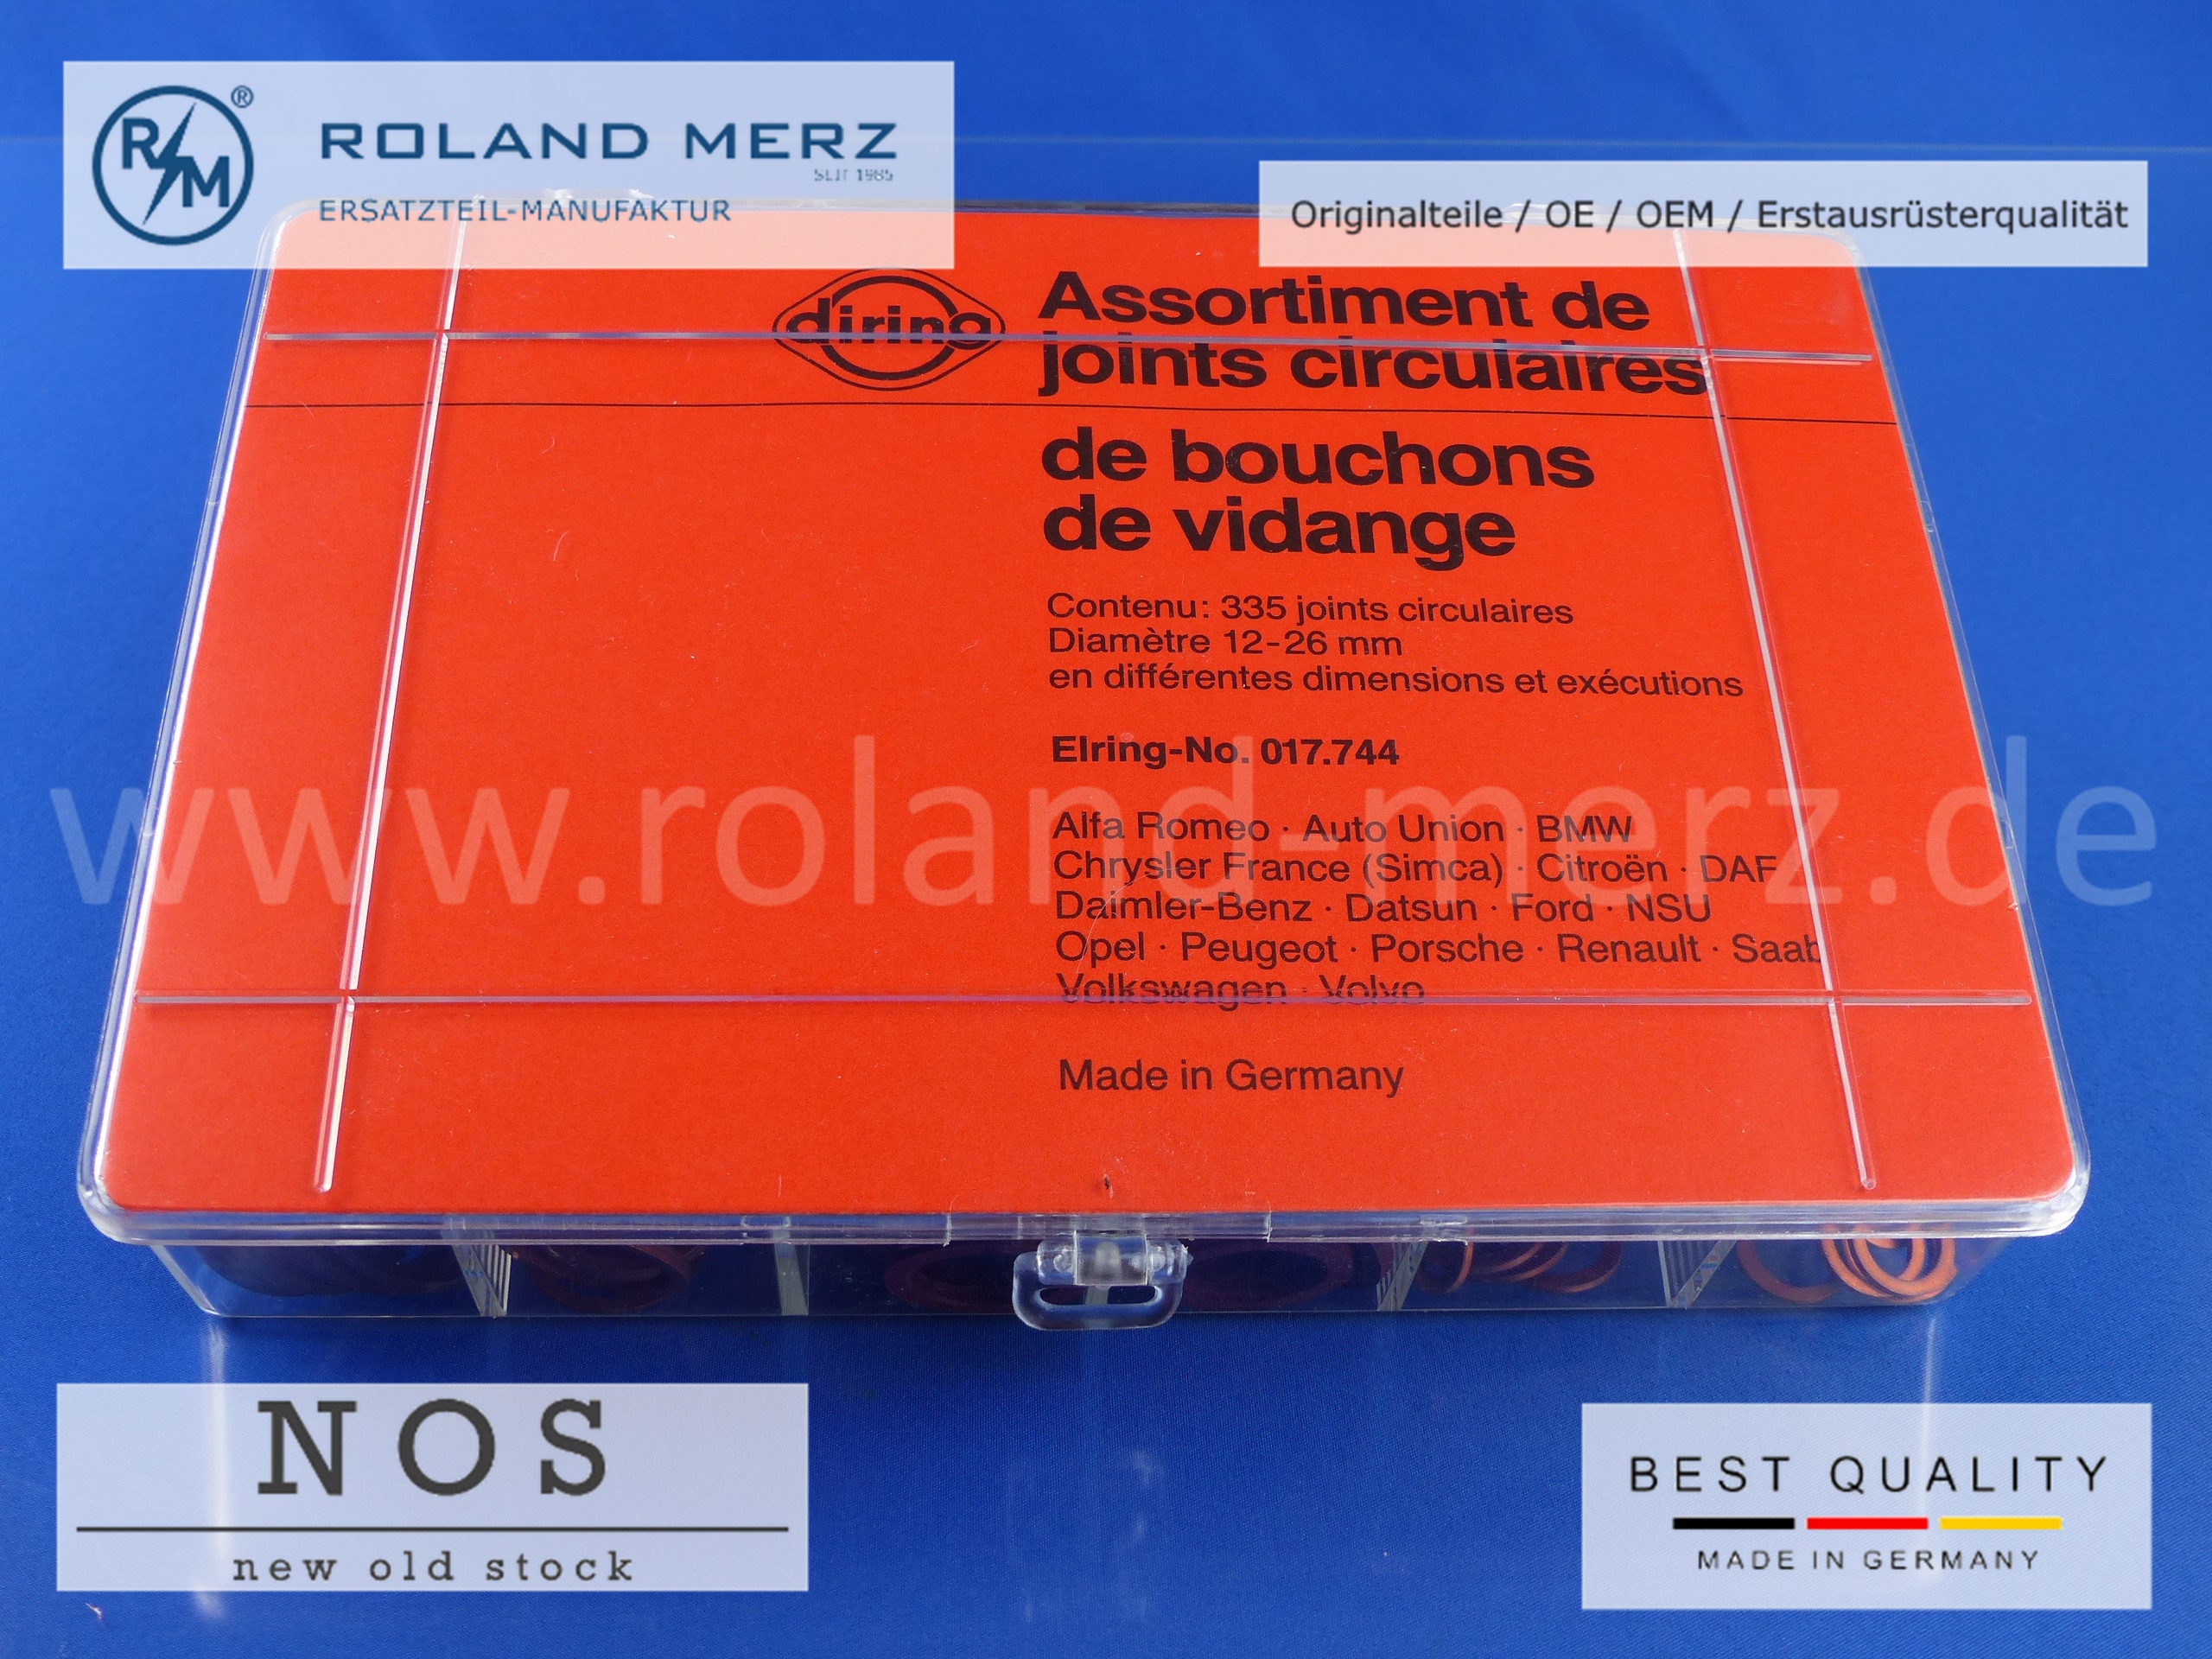 R M ®
ROLAND MERZ
SEIT 1985
ERSATZTEIL-MANUFAKTUR
Originalteile / OE / OEM / Erstausrüsterqualität
diring
Assortiment de
joints circulaires
de bouchons
de vidange
Contenu: 335 joints circulaires
Diamètre 12-26 mm
en différentes dimensions et exécutions
Elring-No. 017.744
www.roland-merz.de
Alfa Romeo · Auto Union · BMW
Chrysler France (Simca) · Citroën · DAF
Daimler-Benz · Datsun · Ford · NSU
Opel · Peugeot · Porsche · Renault · Saab
Volkswagen · Volvo
Made in Germany
NOS
new old stock
BEST QUALITY
MADE IN GERMANY